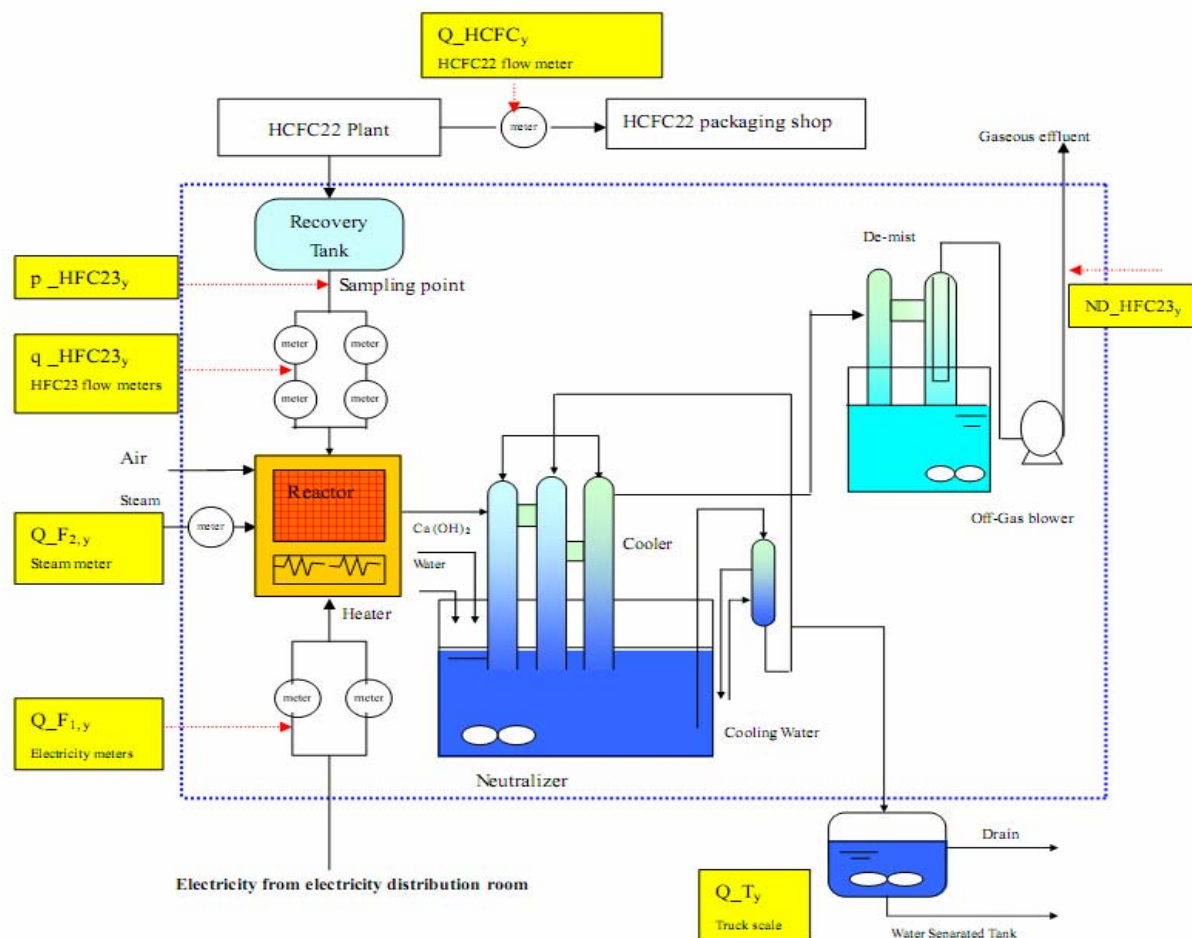 Q_HCFCy
HCFC22 flow meter
HCFC22 Plant
meter
HCFC22 packaging shop
Gaseous effluent
Recovery
Tank
De-mist
p _HFC23y
Sampling point
ND_HFC23y
q _HFC23y
HFC23 flow meters
meter
meter
meter
meter
Air
Reactor
Steam
meter
Q_F2, y
Steam meter
Ca (OH)2
Water
Cooler
Off-Gas blower
Heater
Q_F1, y
Electricity meters
meter
meter
Cooling Water
Neutralizer
Drain
Electricity from electricity distribution room
Q_Ty
Truck scale
Water Separated Tank